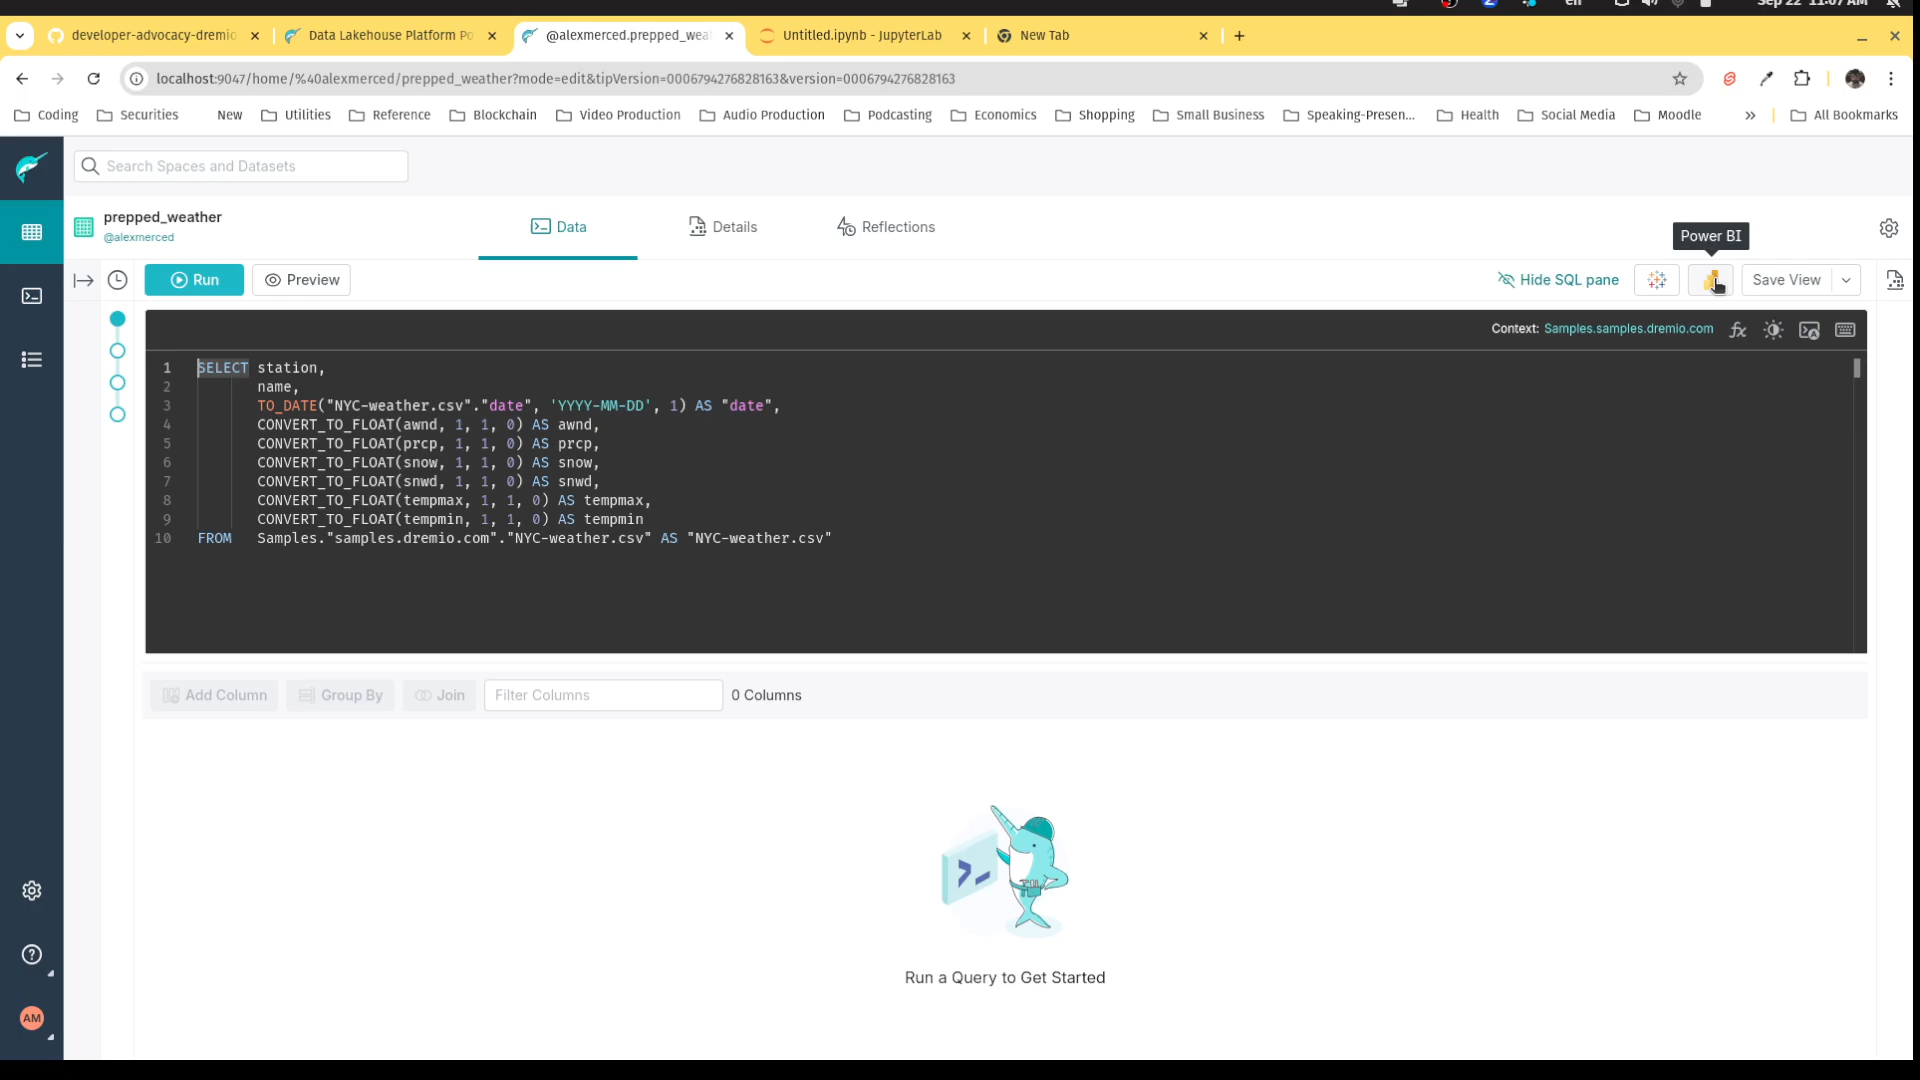 en
Sep 22 11:07 AM
developer-advocacy-dremio
Data Lakehouse Platform Po
@alexmerced.prepped_wea
Untitled.ipynb - JupyterLab
New Tab
localhost:9047/home/%40alexmerced/prepped_weather?mode=edit&tipVersion=0006794276828163&version=0006794276828163
Coding
Securities
New
Utilities
Reference
Blockchain
Video Production
Audio Production
Podcasting
Economics
Shopping
Small Business
Speaking-Presen...
Health
Social Media
Moodle
»
All Bookmarks
Search Spaces and Datasets
prepped_weather
@alexmerced
Data
Details
Reflections
Power BI
Run
Preview
Hide SQL pane
Save View
Context: Samples.samples.dremio.com
fx
1 SELECT station,
2 name,
3 TO_DATE("NYC-weather.csv"."date", 'YYYY-MM-DD', 1) AS "date",
4 CONVERT_TO_FLOAT(awnd, 1, 1, 0) AS awnd,
5 CONVERT_TO_FLOAT(prcp, 1, 1, 0) AS prcp,
6 CONVERT_TO_FLOAT(snow, 1, 1, 0) AS snow,
7 CONVERT_TO_FLOAT(snwd, 1, 1, 0) AS snwd,
8 CONVERT_TO_FLOAT(tempmax, 1, 1, 0) AS tempmax,
9 CONVERT_TO_FLOAT(tempmin, 1, 1, 0) AS tempmin
10 FROM Samples."samples.dremio.com"."NYC-weather.csv" AS "NYC-weather.csv"
Add Column
Group By
Join
Filter Columns
0 Columns
Run a Query to Get Started
AM